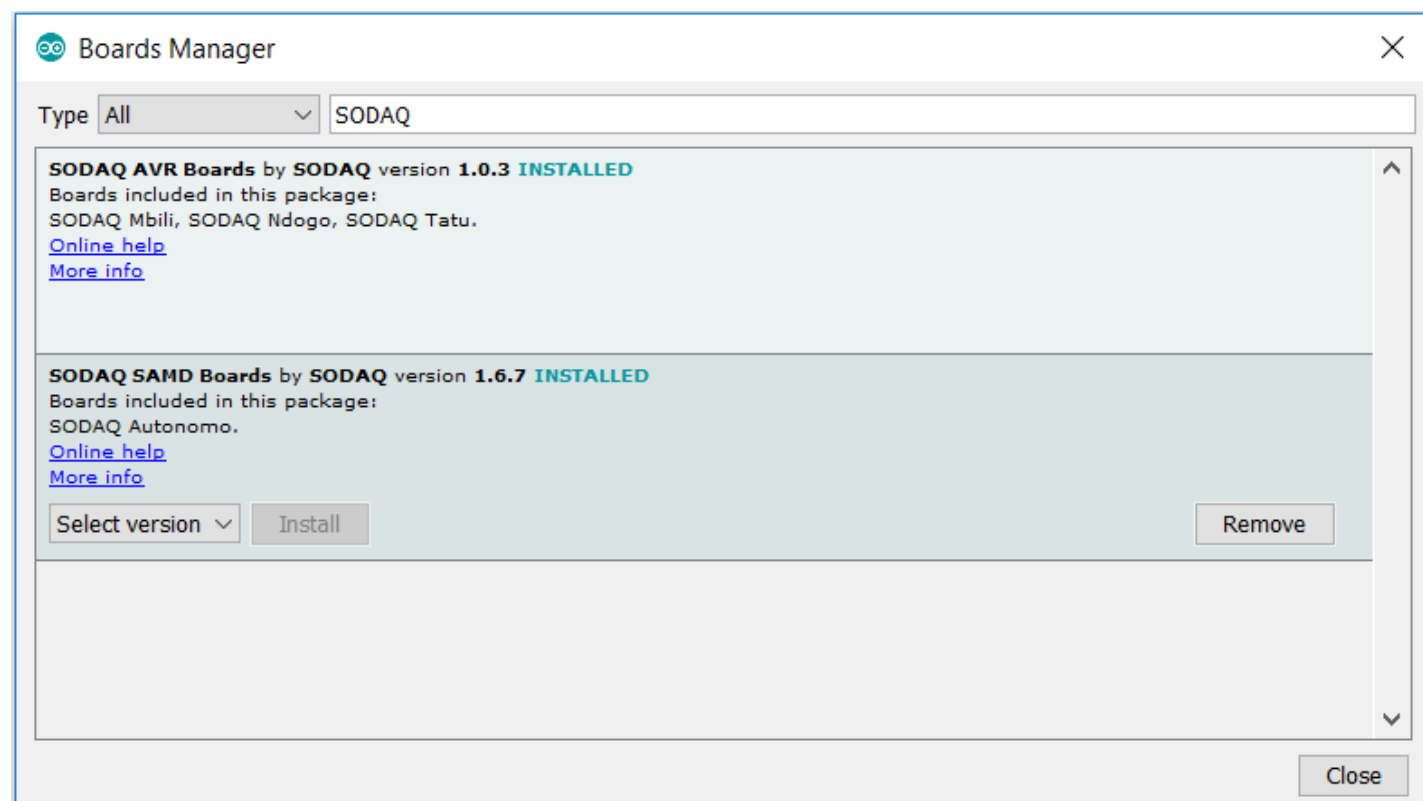 Boards Manager
Type All SODAQ
SODAQ AVR Boards by SODAQ version 1.0.3 INSTALLED
Boards included in this package:
SODAQ Mbili, SODAQ Ndogo, SODAQ Tatu.
Online help
More info
SODAQ SAMD Boards by SODAQ version 1.6.7 INSTALLED
Boards included in this package:
SODAQ Autonomo.
Online help
More info
Select version Install Remove
Close